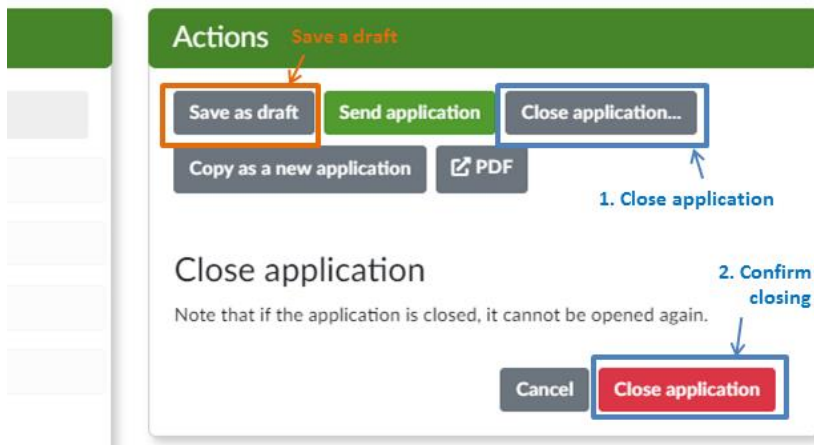 Actions Save a draft
Save as draft Send application Close application...
Copy as a new application PDF
1. Close application
Close application
2. Confirm
closing
Note that if the application is closed, it cannot be opened again.
Cancel Close application